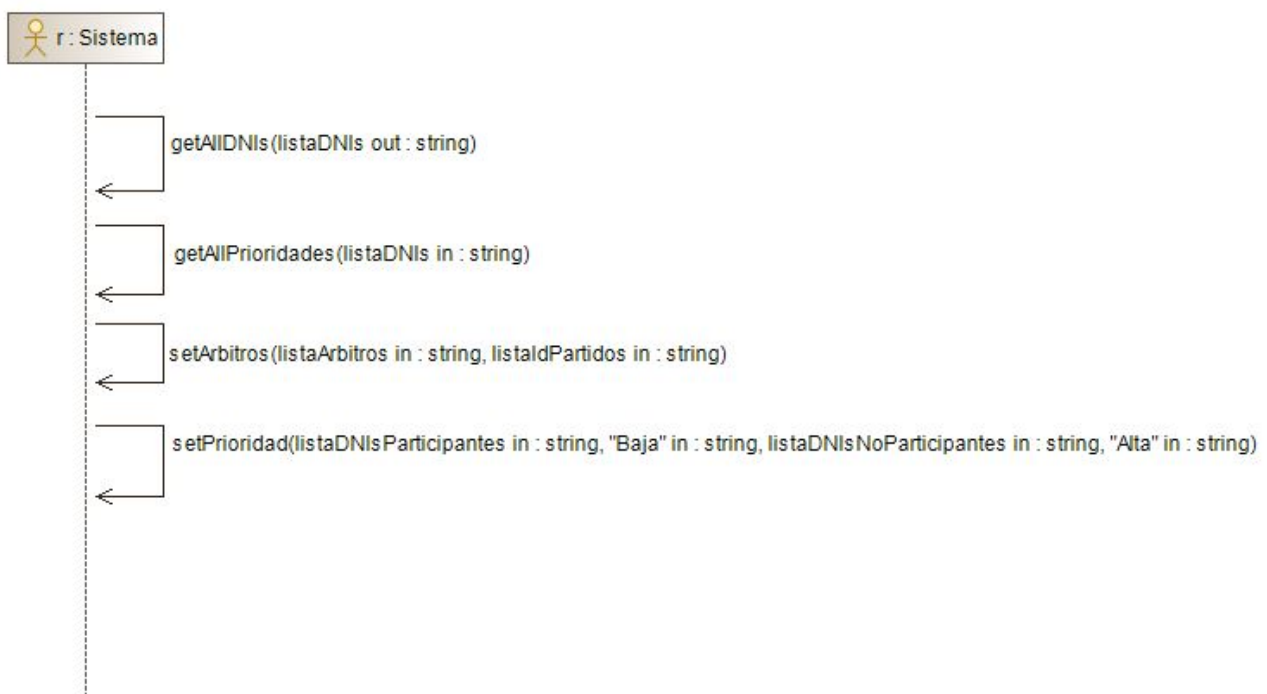 r : Sistema
getAllDNIs(listaDNIs out : string)
getAllPrioridades(listaDNIs in : string)
setArbitros(listaArbitros in : string, listaIdPartidos in : string)
setPrioridad(listaDNIsParticipantes in : string, "Baja" in : string, listaDNIsNoParticipantes in : string, "Alta" in : string)